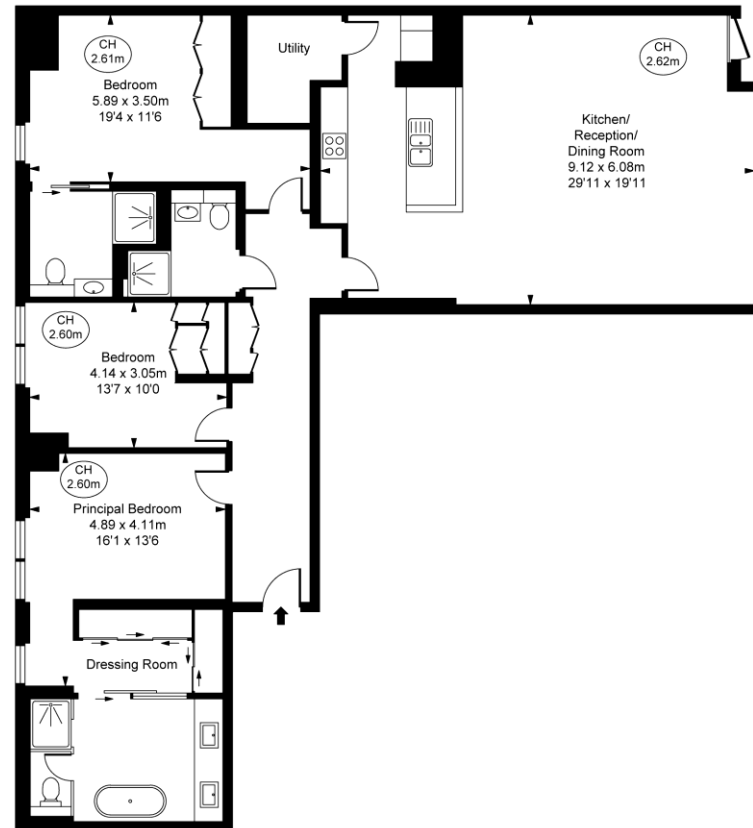 CH
2.61m
Bedroom
5.89 x 3.50m
19'4 x 11'6
Utility
CH
2.62m
Kitchen/
Reception/
Dining Room
9.12 x 6.08m
29'11 x 19'11
CH
2.60m
Bedroom
4.14 x 3.05m
13'7 x 10'0
CH
2.60m
Principal Bedroom
4.89 x 4.11m
16'1 x 13'6
Dressing Room